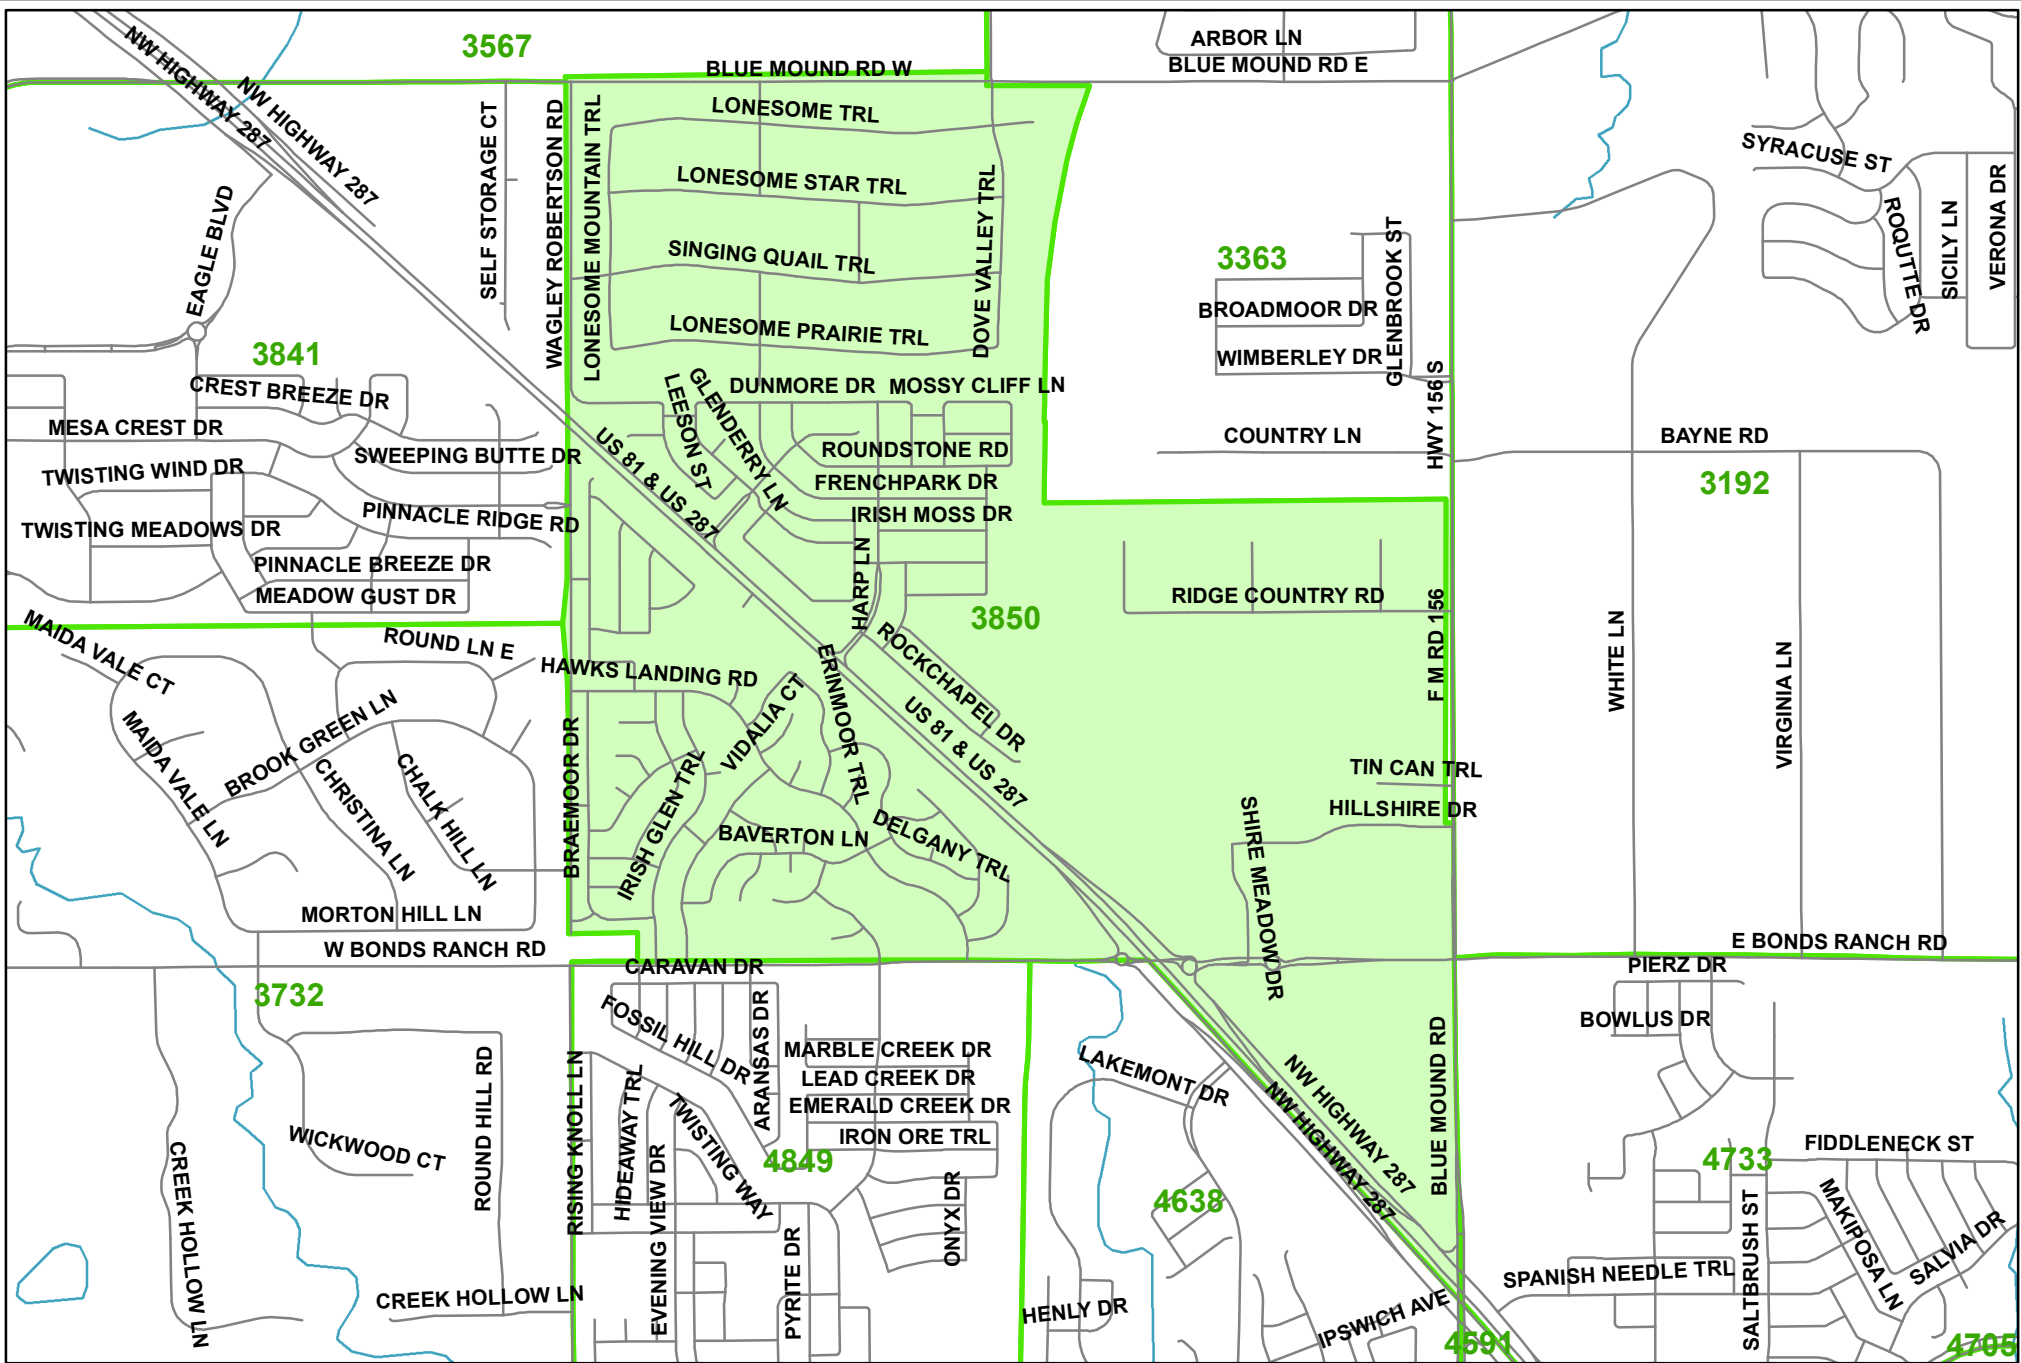 3567
ARBOR LN
BLUE MOUND RD W
BLUE MOUND RD E
NW HIGHWAY 287
NW HIGHWAY 287
LONESOME TRL
SELF STORAGE CT
WAGLEY ROBERTSON RD
LONESOME MOUNTAIN TRL
SYRACUSE ST
LONESOME STAR TRL
DOVE VALLEY TRL
VERONA DR
EAGLE BLVD
ROQUTTE DR
SICILY LN
SINGING QUAIL TRL
3363
GLENBROOK ST
BROADMOOR DR
LONESOME PRAIRIE TRL
3841
WIMBERLEY DR
CREST BREEZE DR
DUNMORE DR
MOSSY CLIFF LN
GLENDERRY LN
LEESON ST
HWY 156 S
MESA CREST DR
COUNTRY LN
BAYNE RD
SWEEPING BUTTE DR
US 81 & US 287
ROUNDSTONE RD
TWISTING WIND DR
FRENCHPARK DR
3192
PINNACLE RIDGE RD
IRISH MOSS DR
TWISTING MEADOWS DR
PINNACLE BREEZE DR
HARP LN
MEADOW GUST DR
RIDGE COUNTRY RD
3850
F M RD 156
MAIDA VALE CT
ROUND LN E
HAWKS LANDING RD
ERINMOOR TRL
ROCKCHAPEL DR
WHITE LN
VIRGINIA LN
BROOK GREEN LN
VIDALIA CT
US 81 & US 287
MAIDA VALE LN
CHRISTINA LN
CHALK HILL LN
BRAEMOOR DR
IRISH GLEN TRL
TIN CAN TRL
HILLSHIRE DR
BAVERTON LN
DELGANY TRL
SHIRE MEADOW DR
MORTON HILL LN
W BONDS RANCH RD
E BONDS RANCH RD
CARAVAN DR
PIERZ DR
3732
FOSSIL HILL DR
ARANSAS DR
BOWLUS DR
MARBLE CREEK DR
LAKEMONT DR
LEAD CREEK DR
EMERALD CREEK DR
IRON ORE TRL
ROUND HILL RD
RISING KNOLL LN
HIDEAWAY TRL
TWISTING WAY
NW HIGHWAY 287
NW HIGHWAY 287
BLUE MOUND RD
WICKWOOD CT
4849
4733
FIDDLENECK ST
CREEK HOLLOW LN
EVENING VIEW DR
ONYX DR
4638
SALTBRUSH ST
MAKIPOSA LN
SALVIA DR
PYRITE DR
SPANISH NEEDLE TRL
CREEK HOLLOW LN
HENLY DR
IPSWICH AVE
4591
4705